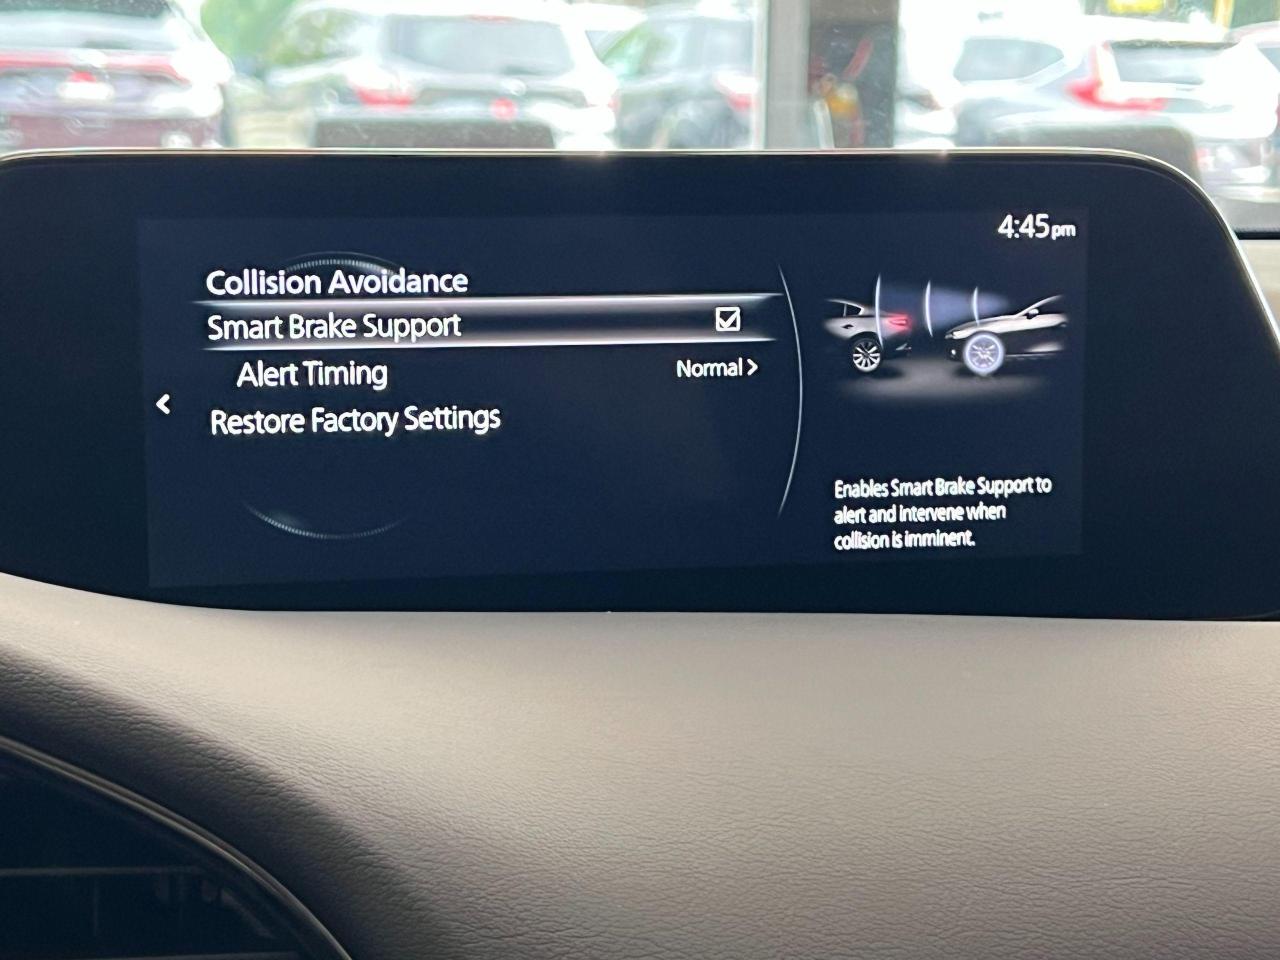 4:45pm
Collision Avoidance
Smart Brake Support
Alert Timing
Normal
Restore Factory Settings
Enables Smart Brake Support to
alert and intervene when
collision is imminent.